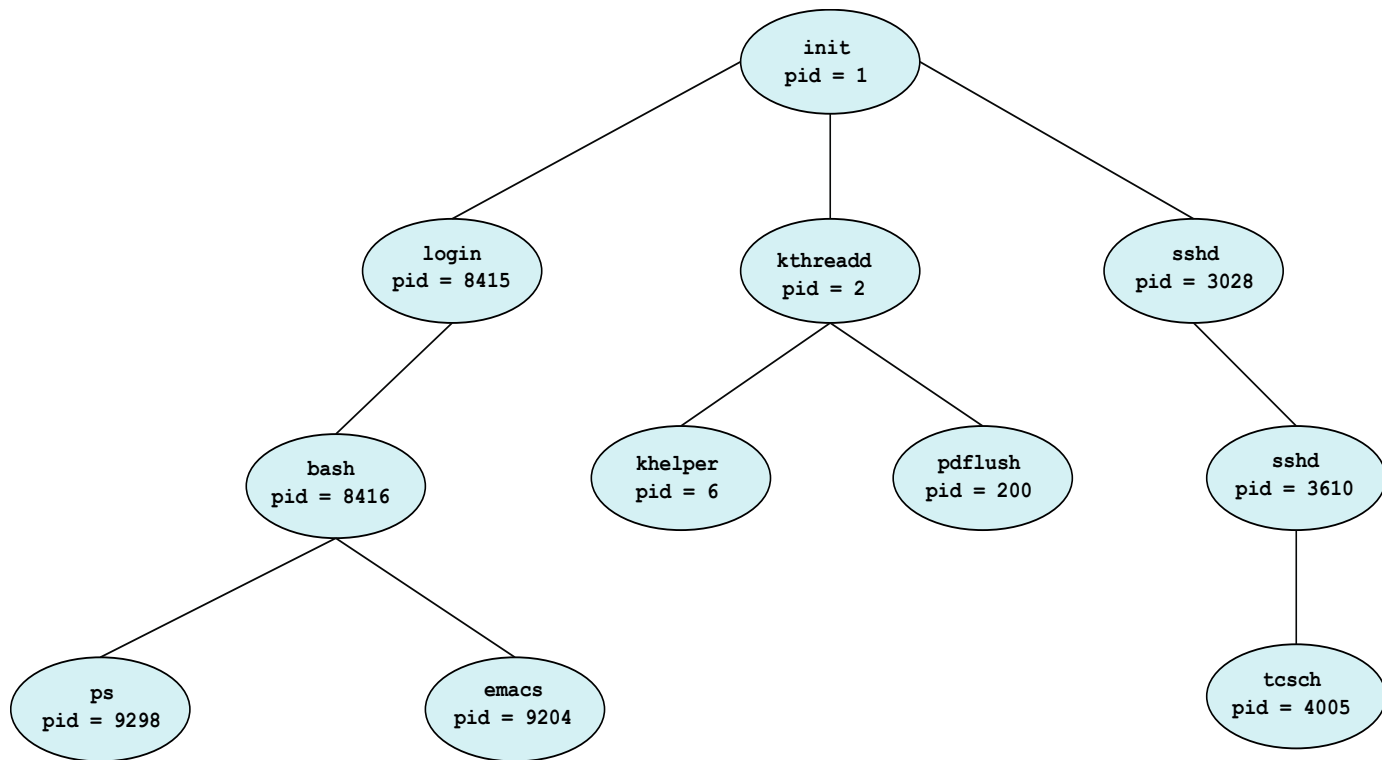 init
pid = 1
login
pid = 8415
kthreadd
pid = 2
sshd
pid = 3028
bash
pid = 8416
khelper
pid = 6
pdflush
pid = 200
sshd
pid = 3610
ps
pid = 9298
emacs
pid = 9204
tcsch
pid = 4005